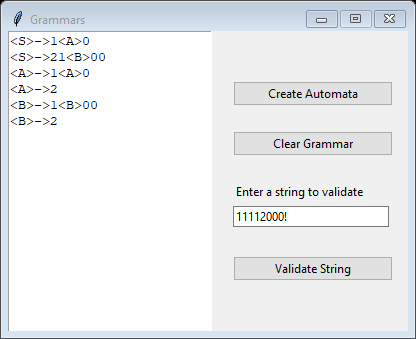 Grammars
<S>->1<A>0
<S>->21<B>00
<A>->1<A>0
<A>->2
<B>->1<B>00
<B>->2
Create Automata
Clear Grammar
Enter a string to validate
11112000!
Validate String